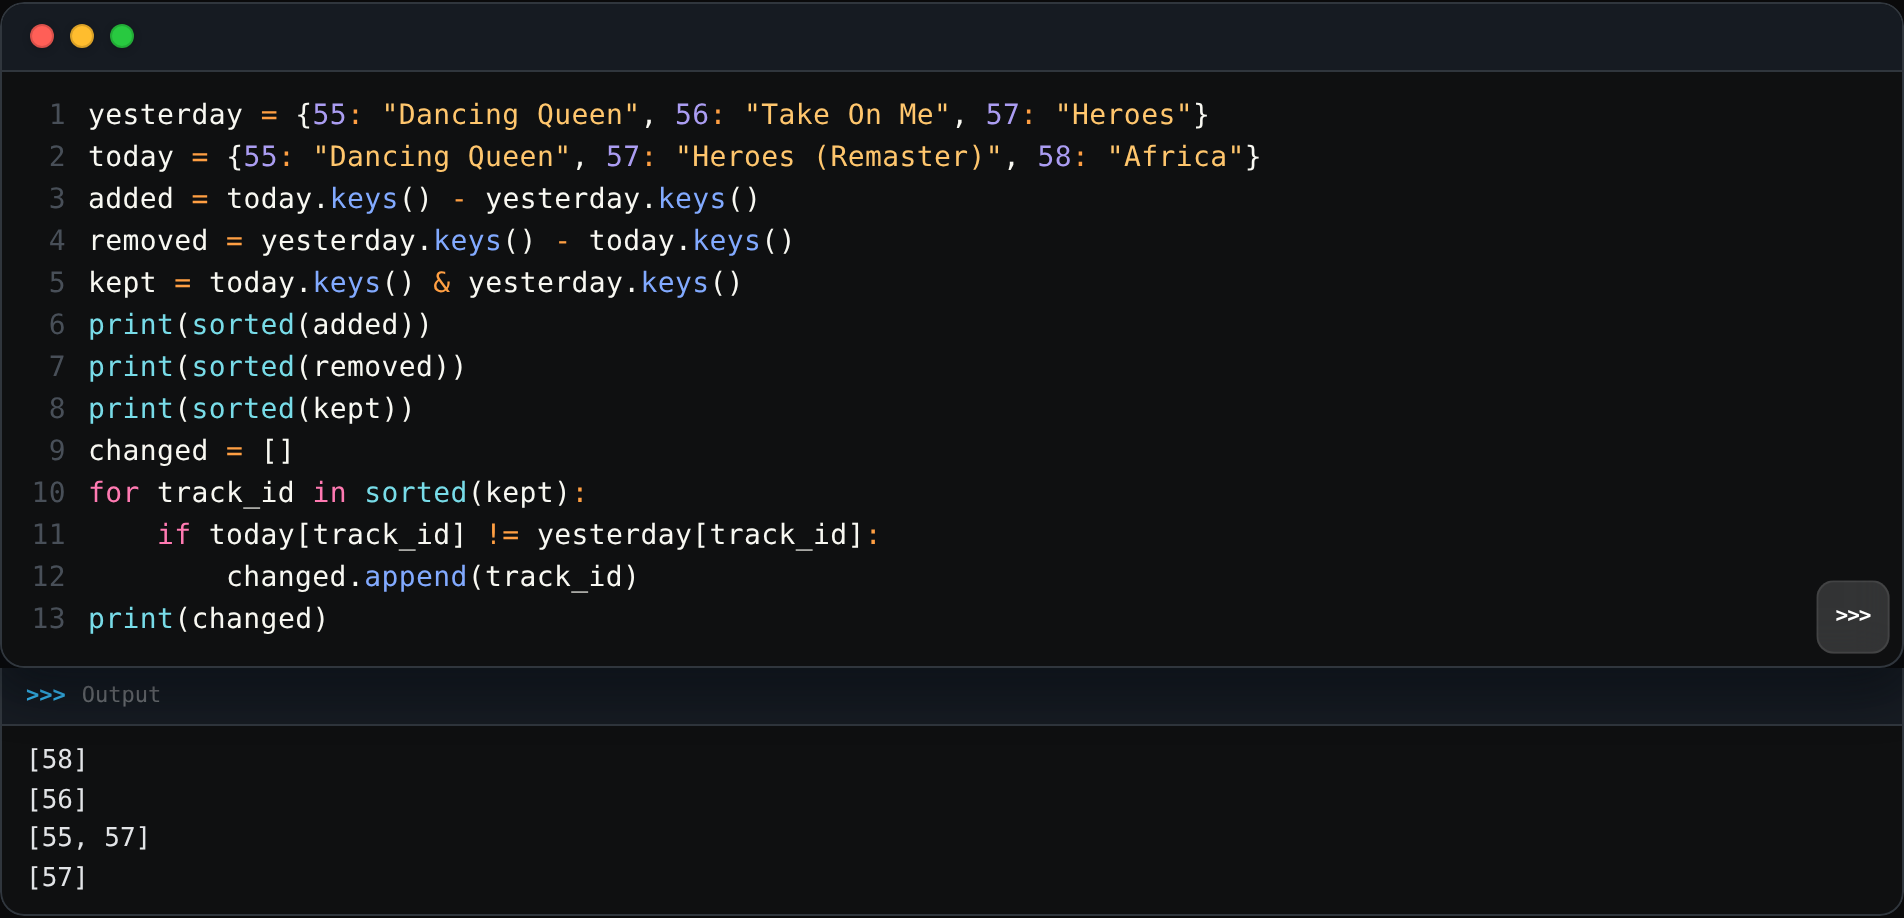 1 yesterday = {55: "Dancing Queen", 56: "Take On Me", 57: "Heroes"}
2 today = {55: "Dancing Queen", 57: "Heroes (Remaster)", 58: "Africa"}
3 added = today.keys() - yesterday.keys()
4 removed = yesterday.keys() - today.keys()
5 kept = today.keys() & yesterday.keys()
6 print(sorted(added))
7 print(sorted(removed))
8 print(sorted(kept))
9 changed = []
10 for track_id in sorted(kept):
11     if today[track_id] != yesterday[track_id]:
12         changed.append(track_id)
13 print(changed)
>>>
>>> Output
[58]
[56]
[55, 57]
[57]